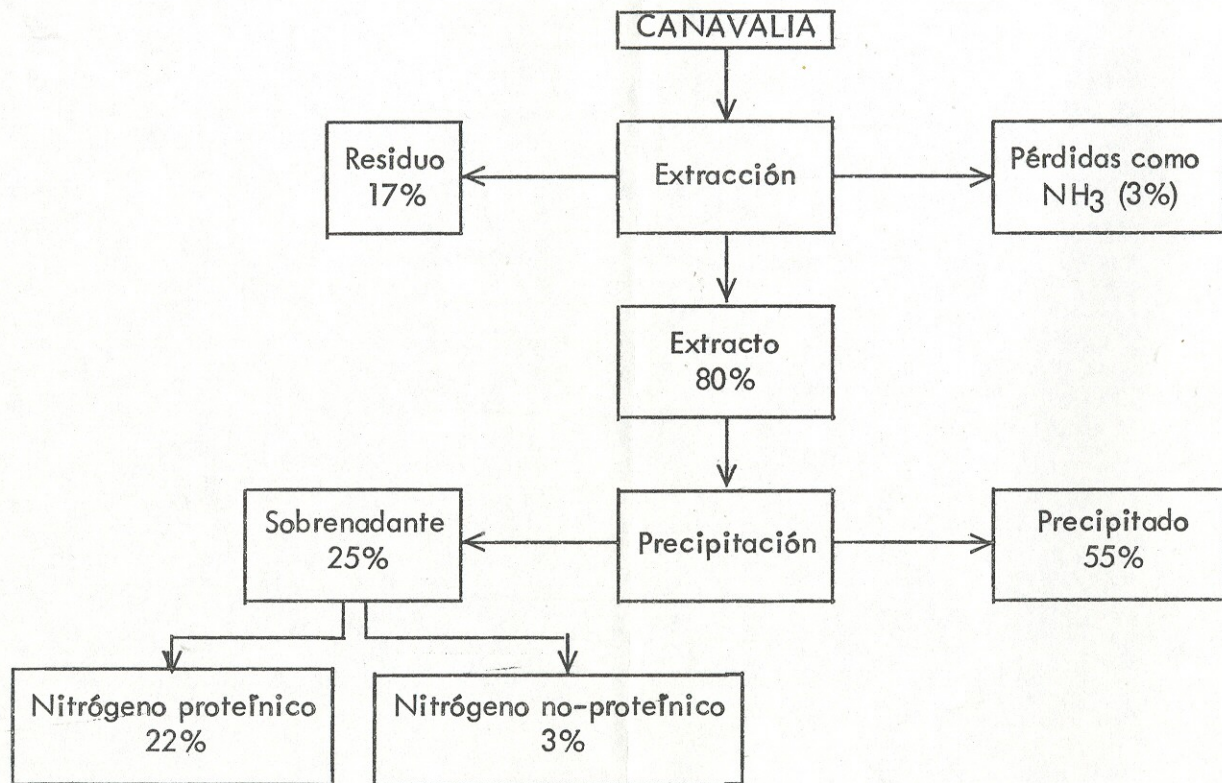 CANAVALIA
Residuo
17%
Extracción
Pérdidas como
NH3 (3%)
Extracto
80%
Sobrenadante
25%
Precipitación
Precipitado
55%
Nitrógeno proteínico
22%
Nitrógeno no-proteínico
3%